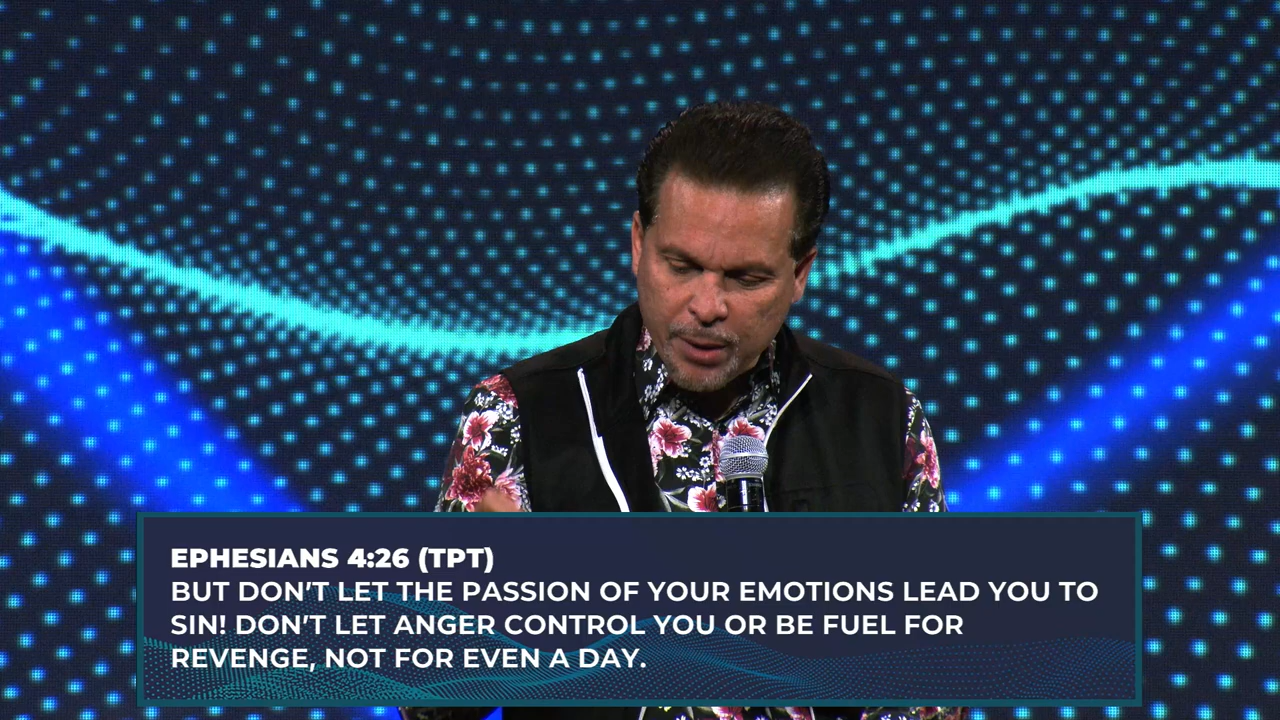 EPHESIANS 4:26 (TPT)
BUT DON'T LET THE PASSION OF YOUR EMOTIONS LEAD YOU TO
SIN! DON'T LET ANGER CONTROL YOU OR BE FUEL FOR
REVENGE, NOT FOR EVEN A DAY.